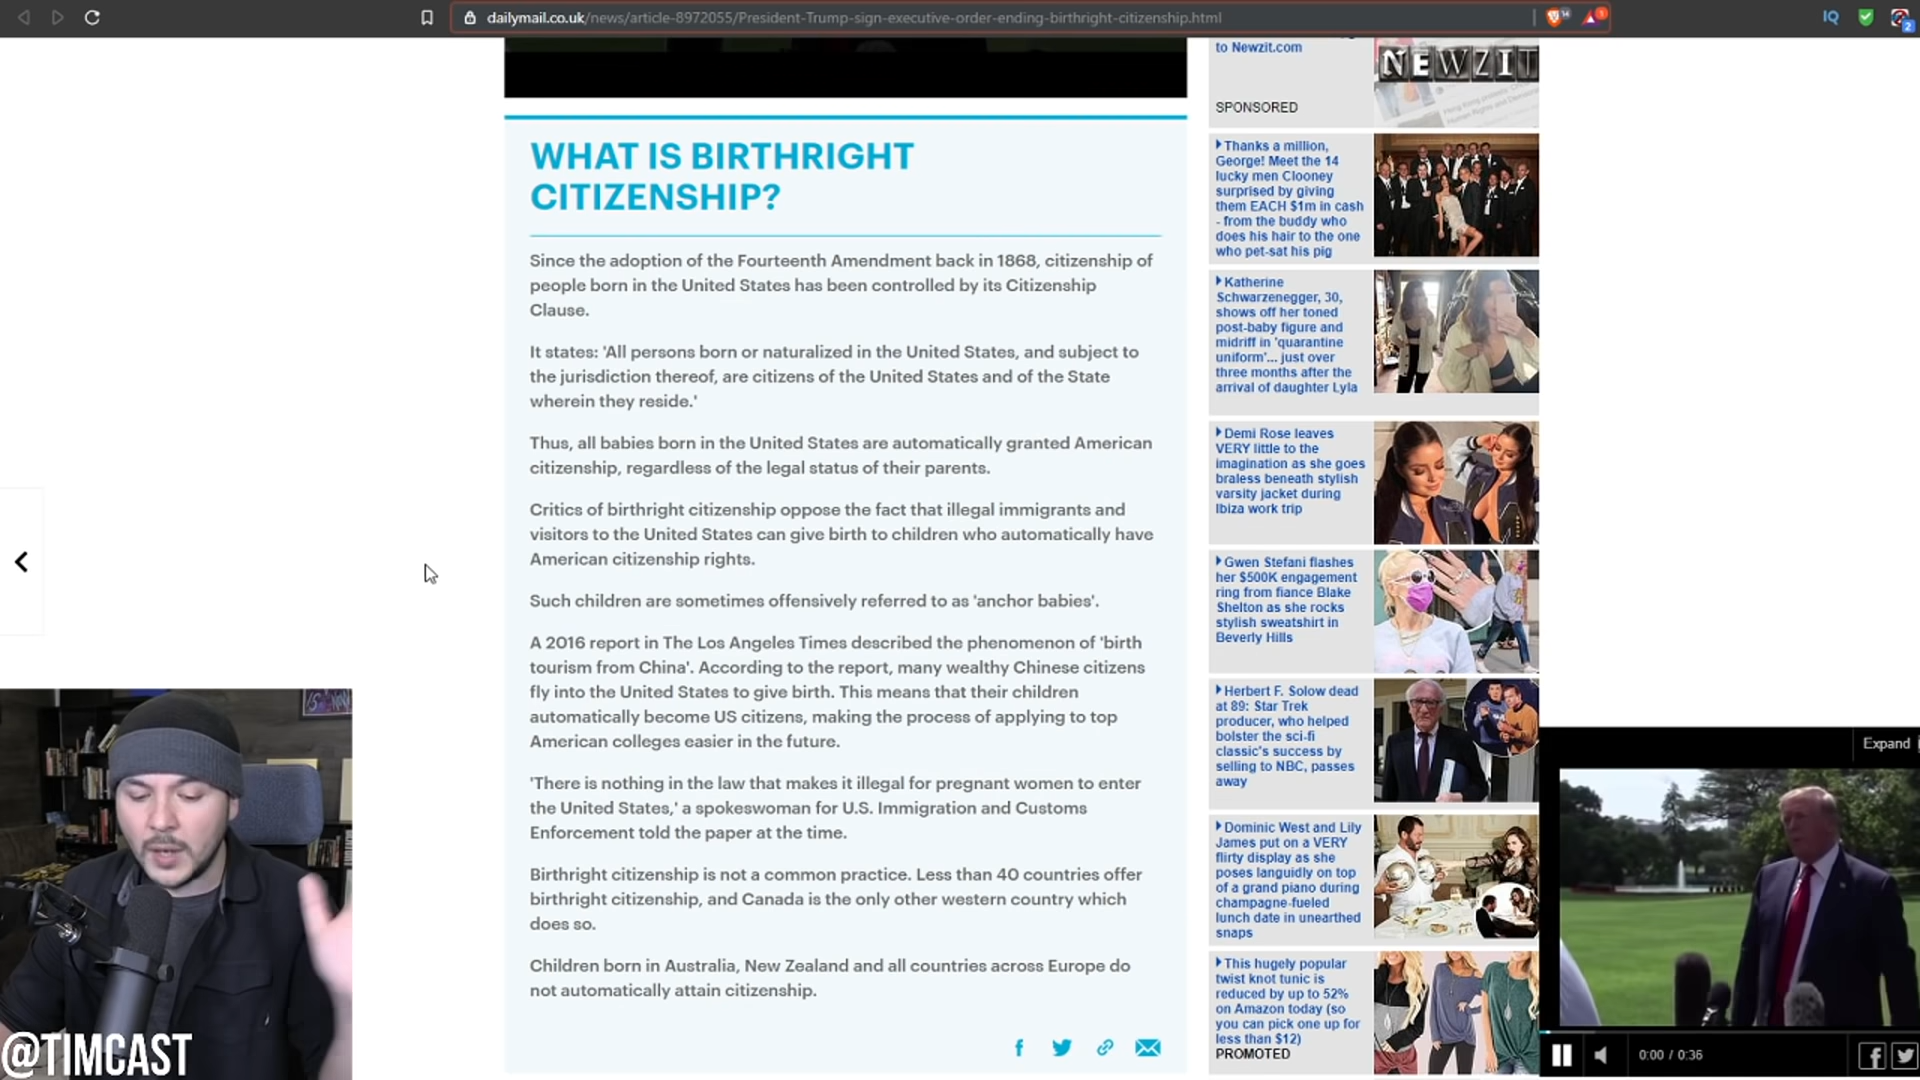 dailymail.co.uk/news/article-8972055/President-Trump-sign-executive-order-ending-birthright-citizenship.html
IQ
2
WHAT IS BIRTHRIGHT
CITIZENSHIP?
Since the adoption of the Fourteenth Amendment back in 1868, citizenship of
people born in the United States has been controlled by its Citizenship
Clause.
It states: 'All persons born or naturalized in the United States, and subject to
the jurisdiction thereof, are citizens of the United States and of the State
wherein they reside.'
Thus, all babies born in the United States are automatically granted American
citizenship, regardless of the legal status of their parents.
Critics of birthright citizenship oppose the fact that illegal immigrants and
visitors to the United States can give birth to children who automatically have
American citizenship rights.
Such children are sometimes offensively referred to as 'anchor babies'.
A 2016 report in The Los Angeles Times described the phenomenon of 'birth
tourism from China'. According to the report, many wealthy Chinese citizens
fly into the United States to give birth. This means that their children
automatically become US citizens, making the process of applying to top
American colleges easier in the future.
'There is nothing in the law that makes it illegal for pregnant women to enter
the United States,' a spokeswoman for U.S. Immigration and Customs
Enforcement told the paper at the time.
Birthright citizenship is not a common practice. Less than 40 countries offer
birthright citizenship, and Canada is the only other western country which
does so.
Children born in Australia, New Zealand and all countries across Europe do
not automatically attain citizenship.
to Newzit.com
SPONSORED
NEWZIT
Thanks a million,
George! Meet the 14
lucky men Clooney
surprised by giving
them EACH $1m in cash
- from the buddy who
does his hair to the one
who pet-sat his pig
Katherine
Schwarzenegger, 30,
shows off her toned
post-baby figure and
midriff in 'quarantine
uniform'... just over
three months after the
arrival of daughter Lyla
Demi Rose leaves
VERY little to the
imagination as she goes
braless beneath stylish
varsity jacket during
Ibiza work trip
Gwen Stefani flashes
her $500K engagement
ring from fiance Blake
Shelton as she rocks
stylish sweatshirt in
Beverly Hills
Herbert F. Solow dead
at 89: Star Trek
producer, who helped
bolster the sci-fi
classic's success by
selling to NBC, passes
away
Dominic West and Lily
James put on a VERY
flirty display as she
poses languidly on top
of a grand piano during
champagne-fueled
lunch date in unearthed
snaps
This hugely popular
twist knot tunic is
reduced by up to 52%
on Amazon today (so
you can pick one up for
less than $12)
PROMOTED
Expand
0:00 / 0:36
@TIMCAST